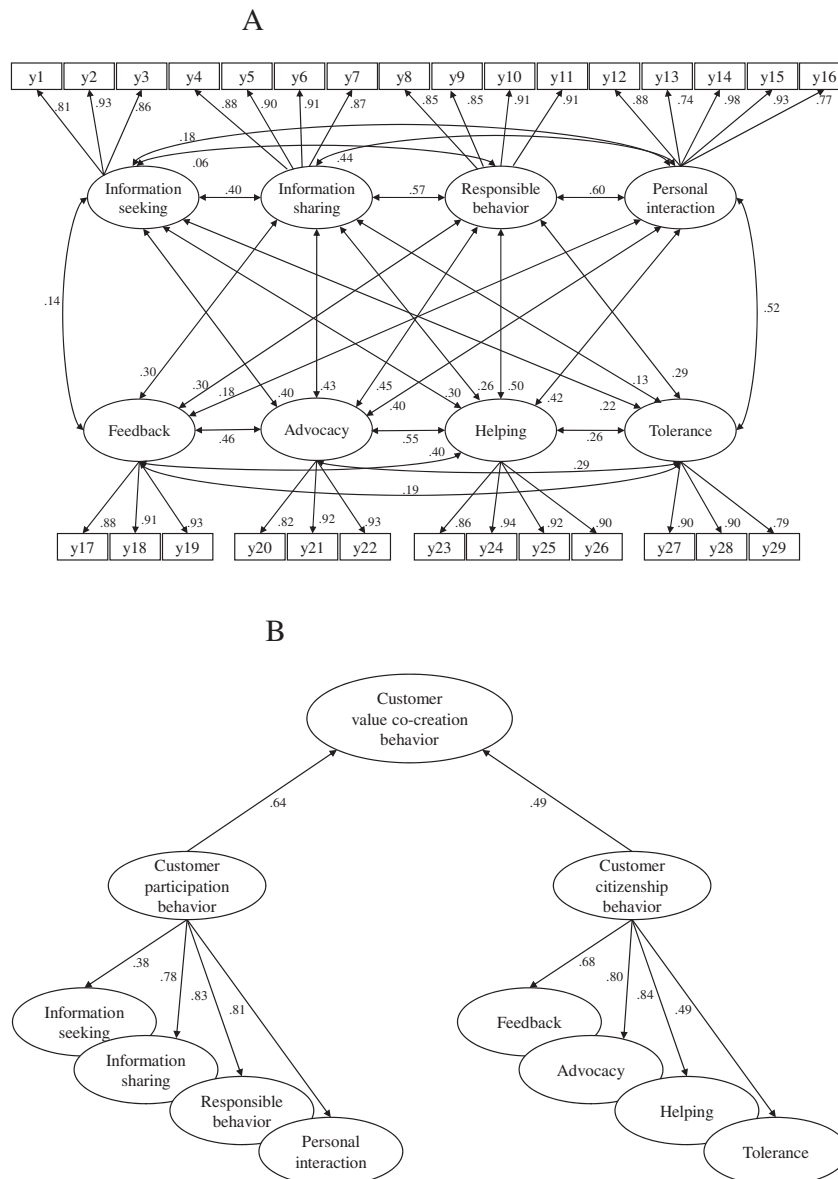 A
y1 y2 y3 y4 y5 y6 y7 y8 y9 y10 y11 y12 y13 y14 y15 y16
.81 .93 .86 .88 .90 .91 .87 .85 .85 .91 .91 .88 .74 .98 .93 .77
.18
.06 .44
Information seeking
.40
Information sharing
.57
Responsible behavior
.60
Personal interaction
.14 .52
.30 .30 .18 .40 .43 .45 .40 .30 .26 .50 .42 .22 .13 .29
Feedback
.46
Advocacy
.55
Helping
.26
Tolerance
.40
.29
.19
.88 .91 .93 .82 .92 .93 .86 .94 .92 .90 .90 .90 .79
y17 y18 y19 y20 y21 y22 y23 y24 y25 y26 y27 y28 y29
B
Customer
value co-creation
behavior
.64 .49
Customer
participation
behavior
Customer
citizenship
behavior
.38
.78
.83
.81
Information
seeking
Information
sharing
Responsible
behavior
Personal
interaction
.68
.80
.84
.49
Feedback
Advocacy
Helping
Tolerance